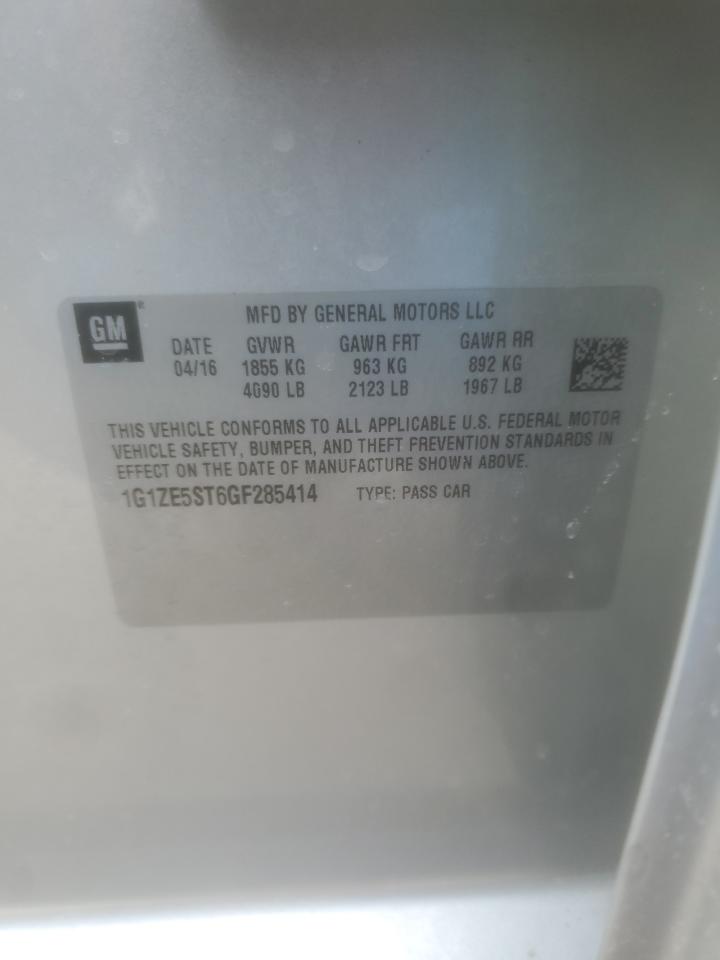 GM®
MFD BY GENERAL MOTORS LLC
DATE GVWR GAWR FRT GAWR RR
04/16 1855 KG 963 KG 892 KG
4090 LB 2123 LB 1967 LB
THIS VEHICLE CONFORMS TO ALL APPLICABLE U.S. FEDERAL MOTOR
VEHICLE SAFETY, BUMPER, AND THEFT PREVENTION STANDARDS IN
EFFECT ON THE DATE OF MANUFACTURE SHOWN ABOVE.
1G1ZE5ST6GF285414 TYPE: PASS CAR